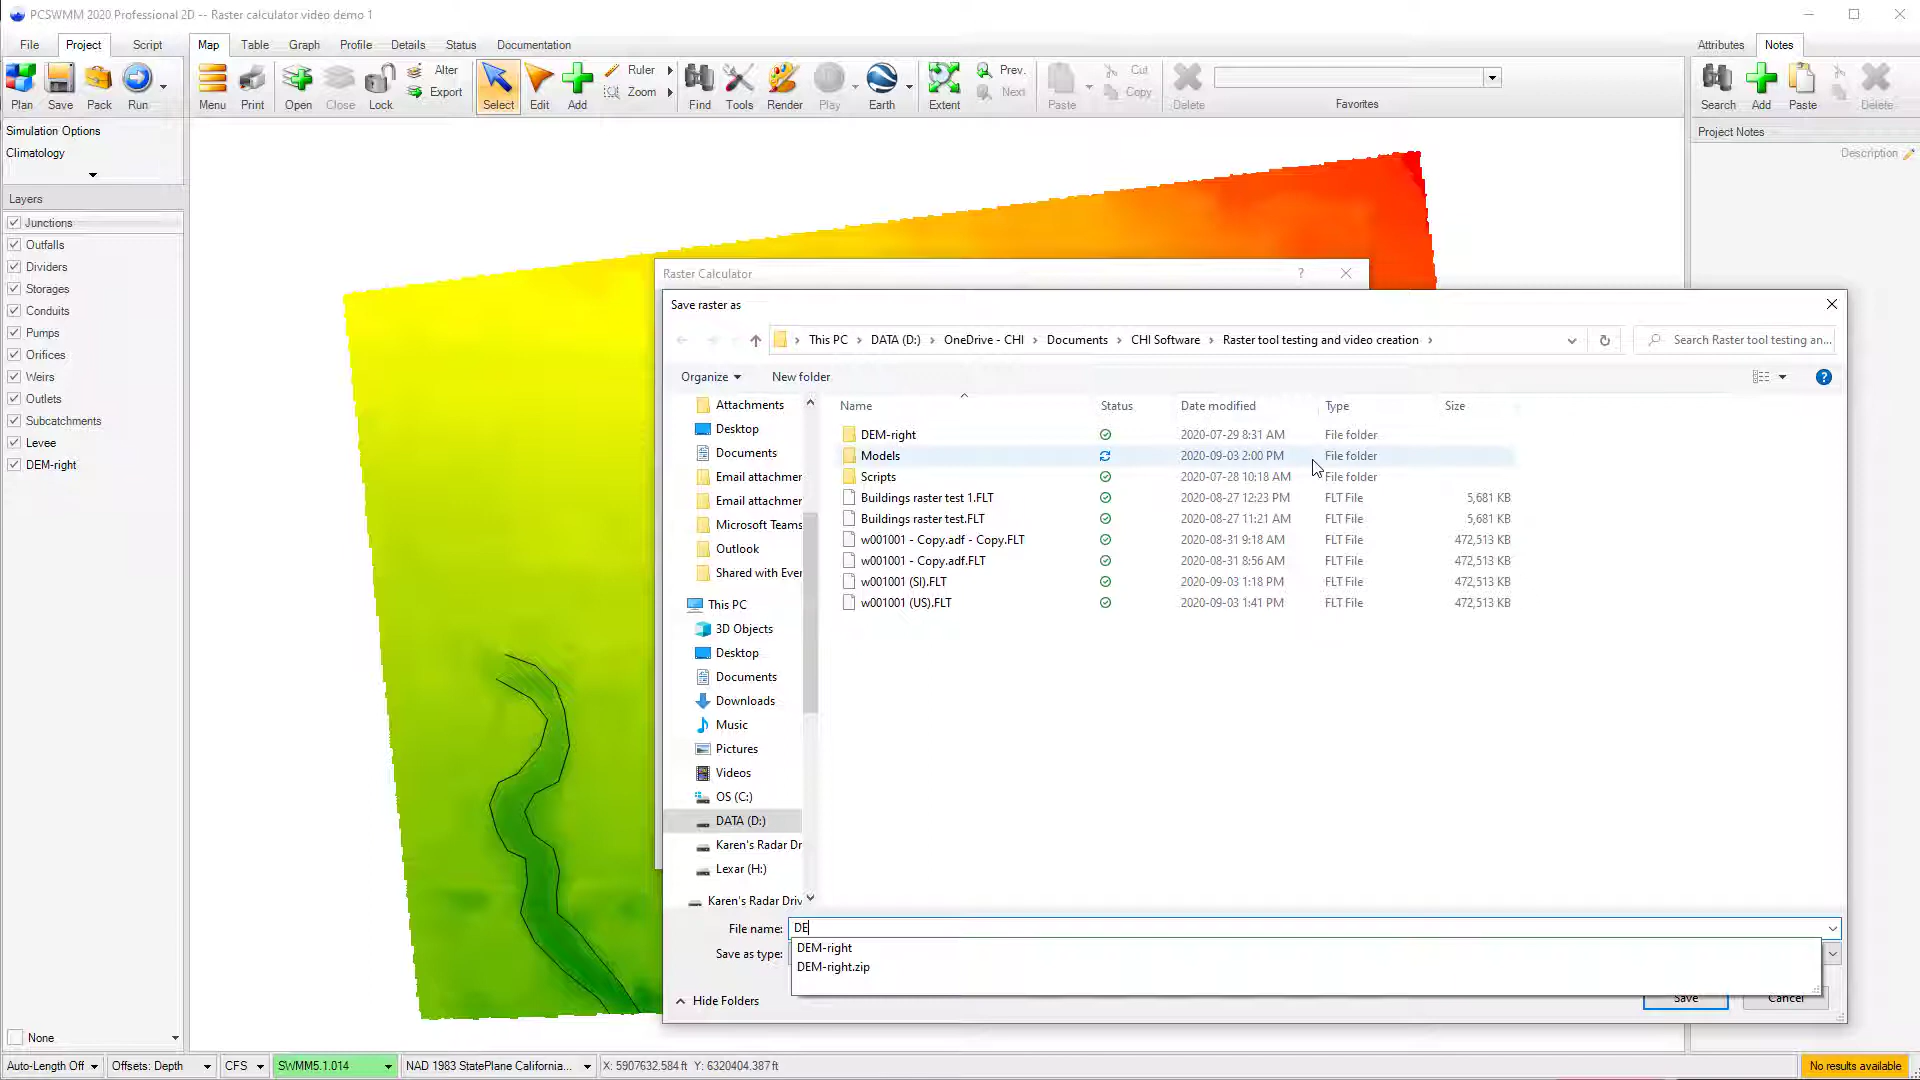 PCSWMM 2020 Professional 2D -- Raster calculator video demo 1
File Project Script Map Table Graph Profile Details Status Documentation Attributes Notes
Plan Save Pack Run Menu Print Open Close Lock Alter Export Select Edit Add Ruler Zoom Find Tools Render Play Earth Extent Prev. Next Paste Cut Copy Delete Favorites Search Add Paste Delete
Simulation Options
Climatology
Layers
Junctions
Outfalls
Dividers
Storages
Conduits
Pumps
Orifices
Weirs
Outlets
Subcatchments
Levee
DEM-right
None
Project Notes
Description
Raster Calculator ?
Save raster as
This PC > DATA (D:) > OneDrive - CHI > Documents > CHI Software > Raster tool testing and video creation >
Search Raster tool testing an...
Organize New folder
Attachments
Desktop
Documents
Email attachmer
Email attachmer
Microsoft Teams
Outlook
Shared with Ever
This PC
3D Objects
Desktop
Documents
Downloads
Music
Pictures
Videos
OS (C:)
DATA (D:)
Karen's Radar Dr
Lexar (H:)
Karen's Radar Driv
Name Status Date modified Type Size
DEM-right 2020-07-29 8:31 AM File folder
Models 2020-09-03 2:00 PM File folder
Scripts 2020-07-28 10:18 AM File folder
Buildings raster test 1.FLT 2020-08-27 12:23 PM FLT File 5,681 KB
Buildings raster test.FLT 2020-08-27 11:21 AM FLT File 5,681 KB
w001001 - Copy.adf - Copy.FLT 2020-08-31 9:18 AM FLT File 472,513 KB
w001001 - Copy.adf.FLT 2020-08-31 8:56 AM FLT File 472,513 KB
w001001 (SI).FLT 2020-09-03 1:18 PM FLT File 472,513 KB
w001001 (US).FLT 2020-09-03 1:41 PM FLT File 472,513 KB
File name: DE
DEM-right
DEM-right.zip
Save as type:
Hide Folders
Save Cancel
Auto-Length Off Offsets: Depth CFS SWMM5.1.014 NAD 1983 StatePlane California... X: 5907632.584 ft Y: 6320404.387 ft No results available